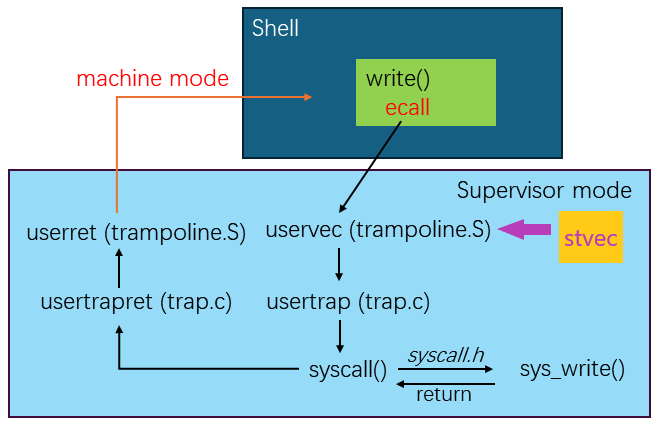 Shell
machine mode
write()
ecall
Supervisor mode
userret (trampoline.S)
uservec (trampoline.S)
stvec
usertrapret (trap.c)
usertrap (trap.c)
syscall()
syscall.h
sys_write()
return